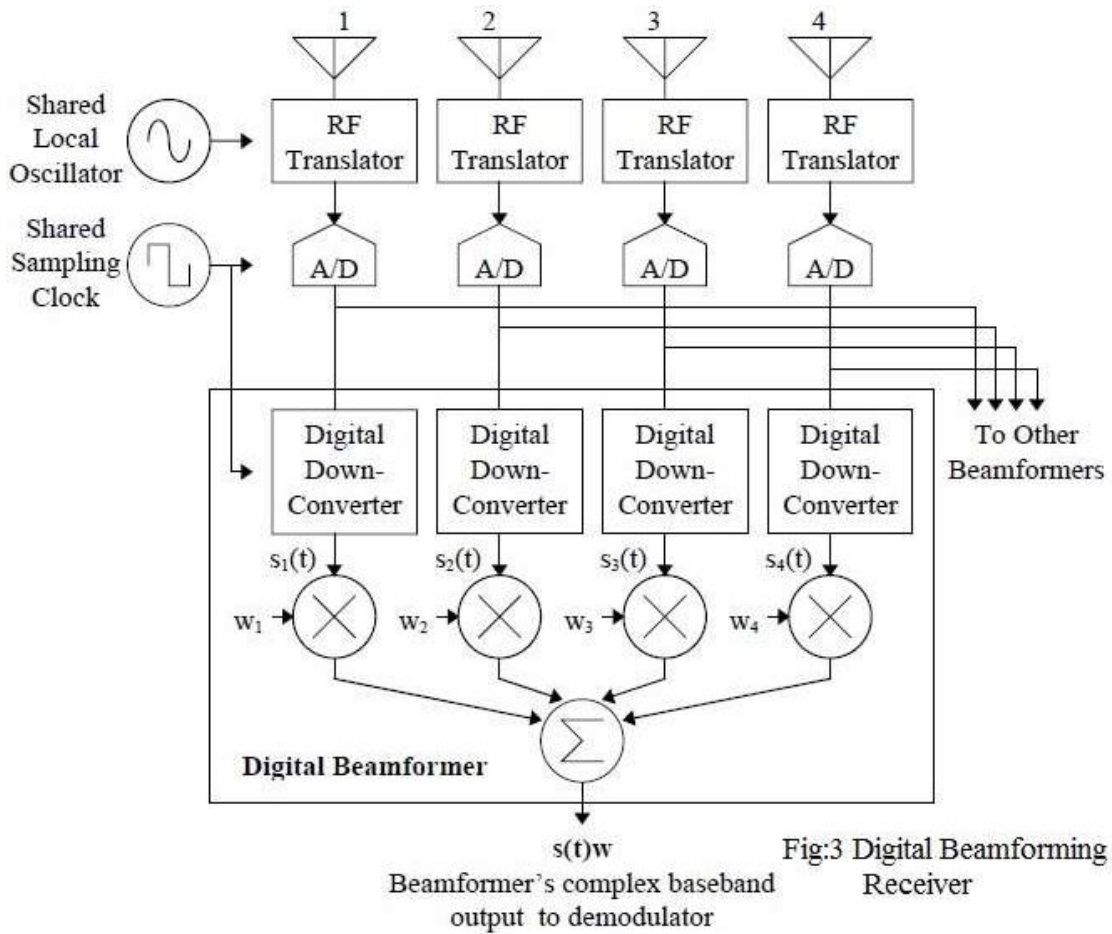 1 2 3 4
Shared
Local
Oscillator
RF
Translator
RF
Translator
RF
Translator
RF
Translator
Shared
Sampling
Clock
A/D A/D A/D A/D
Digital
Down-
Converter
Digital
Down-
Converter
Digital
Down-
Converter
Digital
Down-
Converter
To Other
Beamformers
s₁(t) s₂(t) s₃(t) s₄(t)
w₁ w₂ w₃ w₄
Σ
Digital Beamformer
s(t)w
Beamformer's complex baseband
output to demodulator
Fig:3 Digital Beamforming
Receiver